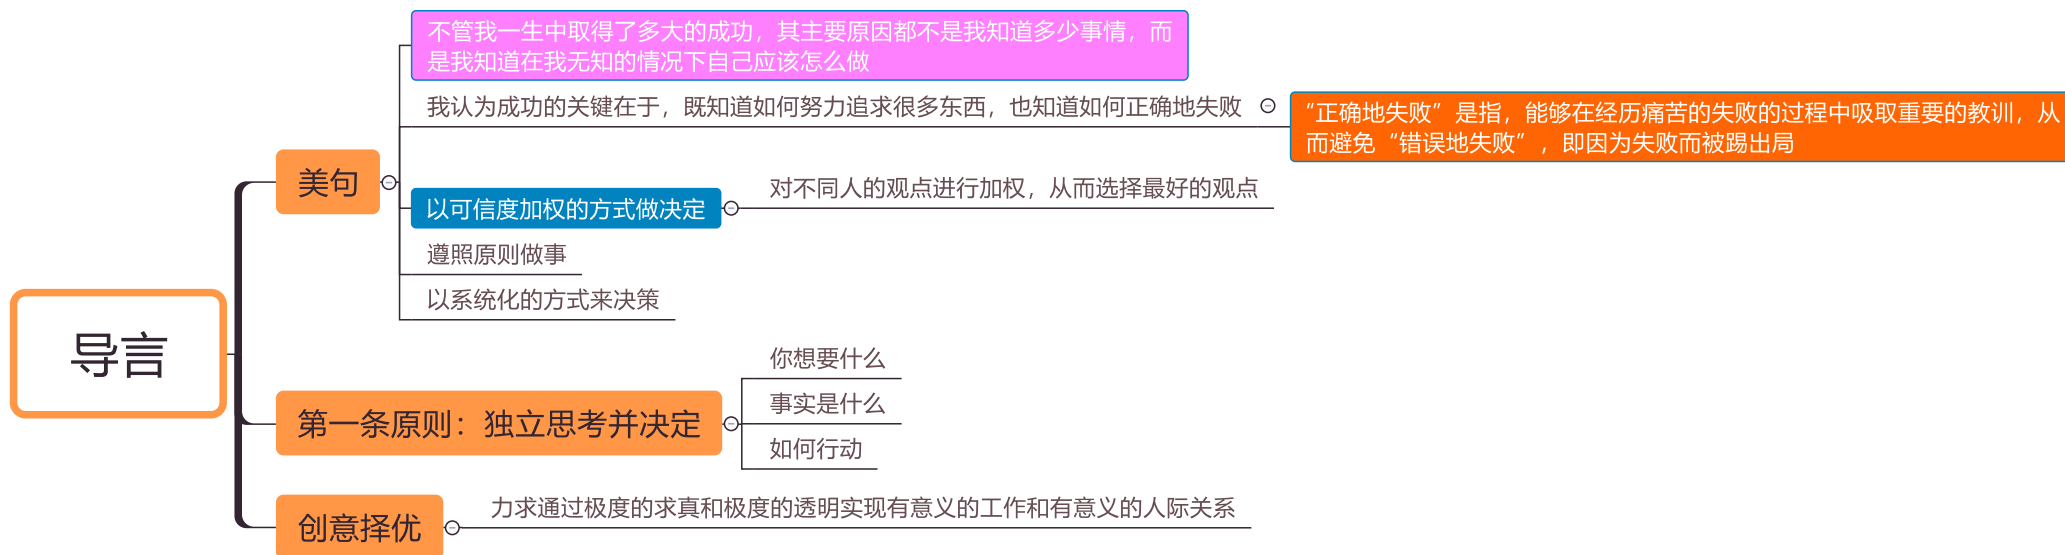 不管我一生中取得了多大的成功，其主要原因都不是我知道多少事情，而
是我知道在我无知的情况下自己应该怎么做
我认为成功的关键在于，既知道如何努力追求很多东西，也知道如何正确地失败
“正确地失败”是指，能够在经历痛苦的失败的过程中吸取重要的教训，从
而避免“错误地失败”，即因为失败而被踢出局
美句
以可信度加权的方式做决定
对不同人的观点进行加权，从而选择最好的观点
遵照原则做事
以系统化的方式来决策
导言
第一条原则：独立思考并决定
你想要什么
事实是什么
如何行动
创意择优
力求通过极度的求真和极度的透明实现有意义的工作和有意义的人际关系